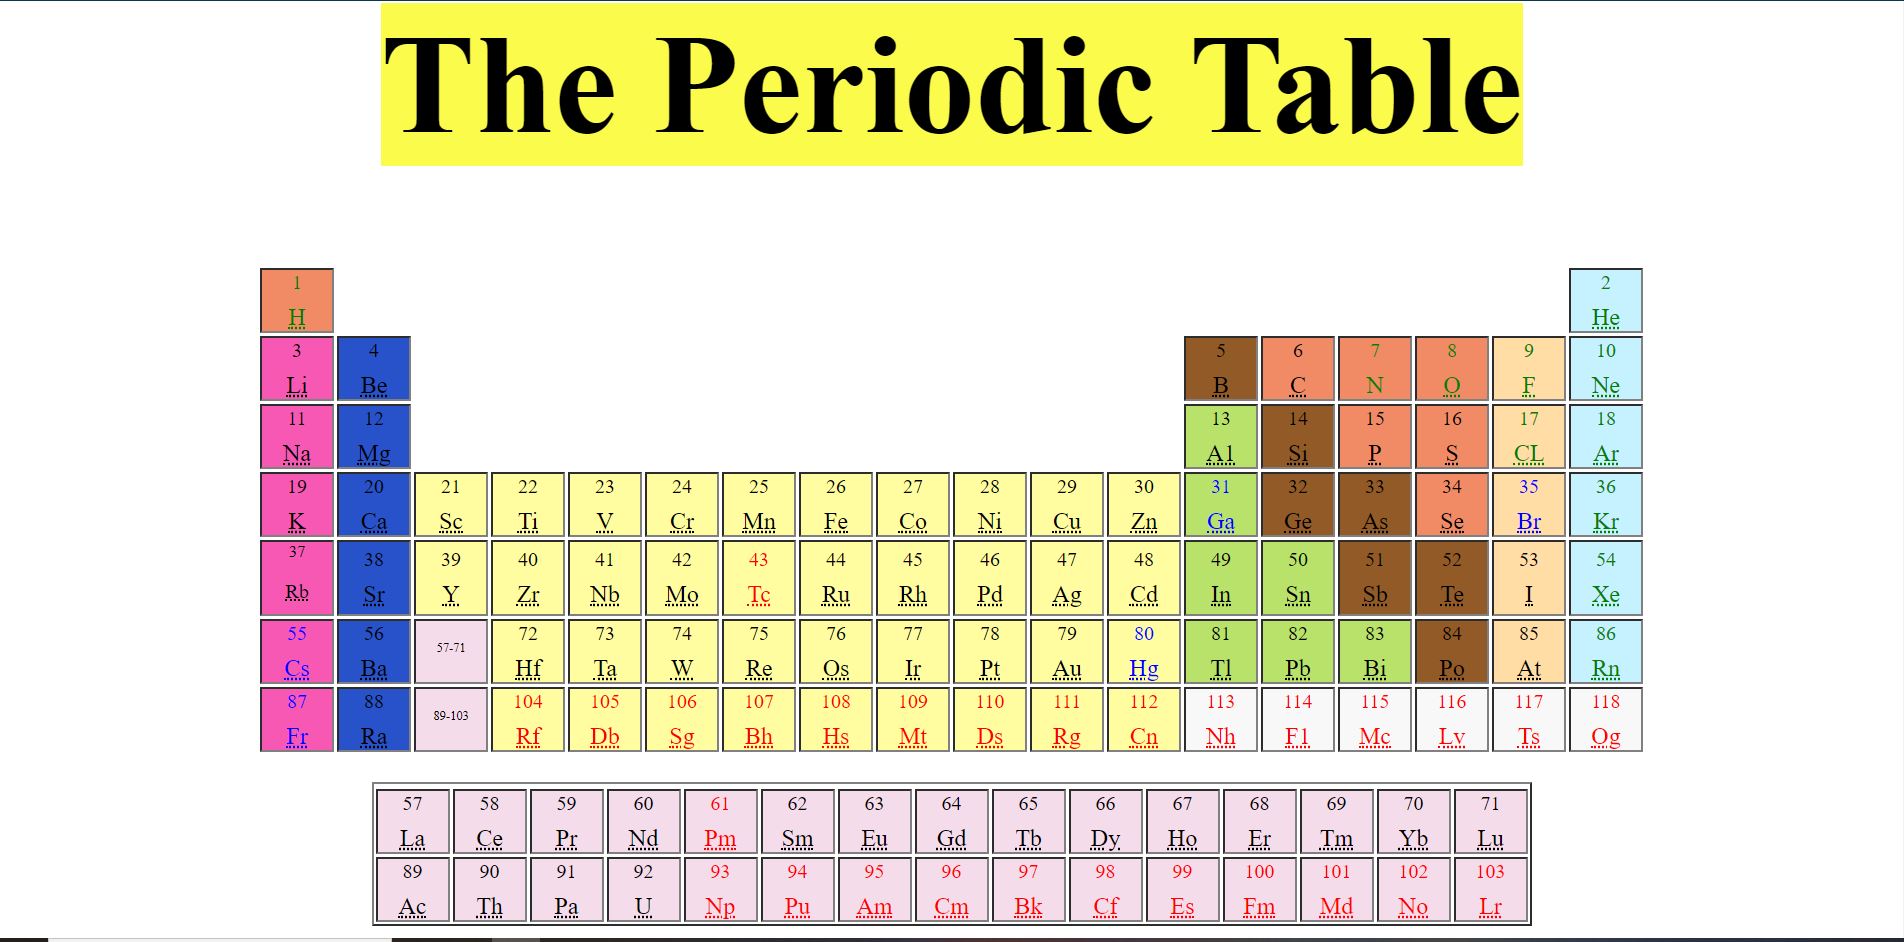 The Periodic Table
1 2
H He
3 4 5 6 7 8 9 10
Li Be B C N O F Ne
11 12 13 14 15 16 17 18
Na Mg A1 Si P S CL Ar
19 20 21 22 23 24 25 26 27 28 29 30 31 32 33 34 35 36
K Ca Sc Ti V Cr Mn Fe Co Ni Cu Zn Ga Ge As Se Br Kr
37 38 39 40 41 42 43 44 45 46 47 48 49 50 51 52 53 54
Rb Sr Y Zr Nb Mo Tc Ru Rh Pd Ag Cd In Sn Sb Te I Xe
55 56 57-71 72 73 74 75 76 77 78 79 80 81 82 83 84 85 86
Cs Ba Hf Ta W Re Os Ir Pt Au Hg Tl Pb Bi Po At Rn
87 88 89-103 104 105 106 107 108 109 110 111 112 113 114 115 116 117 118
Fr Ra Rf Db Sg Bh Hs Mt Ds Rg Cn Nh F1 Mc Lv Ts Og
57 58 59 60 61 62 63 64 65 66 67 68 69 70 71
La Ce Pr Nd Pm Sm Eu Gd Tb Dy Ho Er Tm Yb Lu
89 90 91 92 93 94 95 96 97 98 99 100 101 102 103
Ac Th Pa U Np Pu Am Cm Bk Cf Es Fm Md No Lr